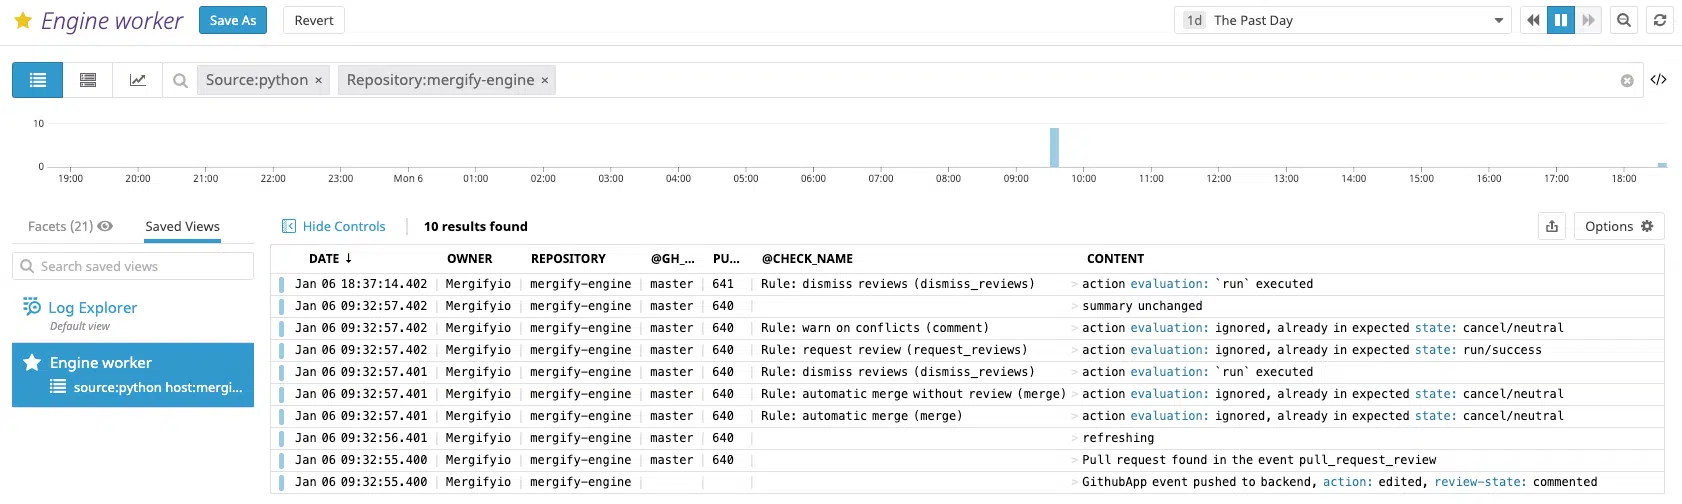 Engine worker Save As Revert 1d The Past Day
Source:python × Repository:mergify-engine × </>
10
0
19:00 20:00 21:00 22:00 23:00 Mon 6 01:00 02:00 03:00 04:00 05:00 06:00 07:00 08:00 09:00 10:00 11:00 12:00 13:00 14:00 15:00 16:00 17:00 18:00
Facets (21) Saved Views
Search saved views
Log Explorer
Default view
Engine worker
source:python host:mergi...
Hide Controls 10 results found Options
DATE ↓ OWNER REPOSITORY @GH_... PU... @CHECK_NAME CONTENT
Jan 06 18:37:14.402 Mergifyio mergify-engine master 641 Rule: dismiss reviews (dismiss_reviews) > action evaluation: `run` executed
Jan 06 09:32:57.402 Mergifyio mergify-engine master 640 > summary unchanged
Jan 06 09:32:57.402 Mergifyio mergify-engine master 640 Rule: warn on conflicts (comment) > action evaluation: ignored, already in expected state: cancel/neutral
Jan 06 09:32:57.402 Mergifyio mergify-engine master 640 Rule: request review (request_reviews) > action evaluation: ignored, already in expected state: run/success
Jan 06 09:32:57.401 Mergifyio mergify-engine master 640 Rule: dismiss reviews (dismiss_reviews) > action evaluation: `run` executed
Jan 06 09:32:57.401 Mergifyio mergify-engine master 640 Rule: automatic merge without review (merge) > action evaluation: ignored, already in expected state: cancel/neutral
Jan 06 09:32:57.401 Mergifyio mergify-engine master 640 Rule: automatic merge (merge) > action evaluation: ignored, already in expected state: cancel/neutral
Jan 06 09:32:56.401 Mergifyio mergify-engine master 640 > refreshing
Jan 06 09:32:55.400 Mergifyio mergify-engine master 640 > Pull request found in the event pull_request_review
Jan 06 09:32:55.400 Mergifyio mergify-engine > GithubApp event pushed to backend, action: edited, review-state: commented